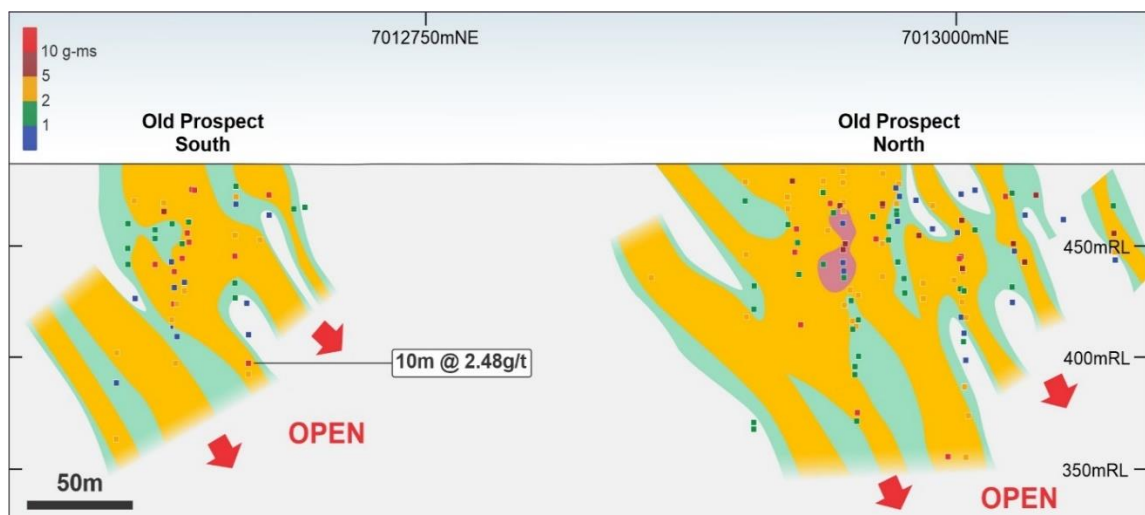 7012750mNE
7013000mNE
10 g-ms
5
2
1
Old Prospect
South
Old Prospect
North
450mRL
400mRL
350mRL
10m @ 2.48g/t
OPEN
OPEN
50m